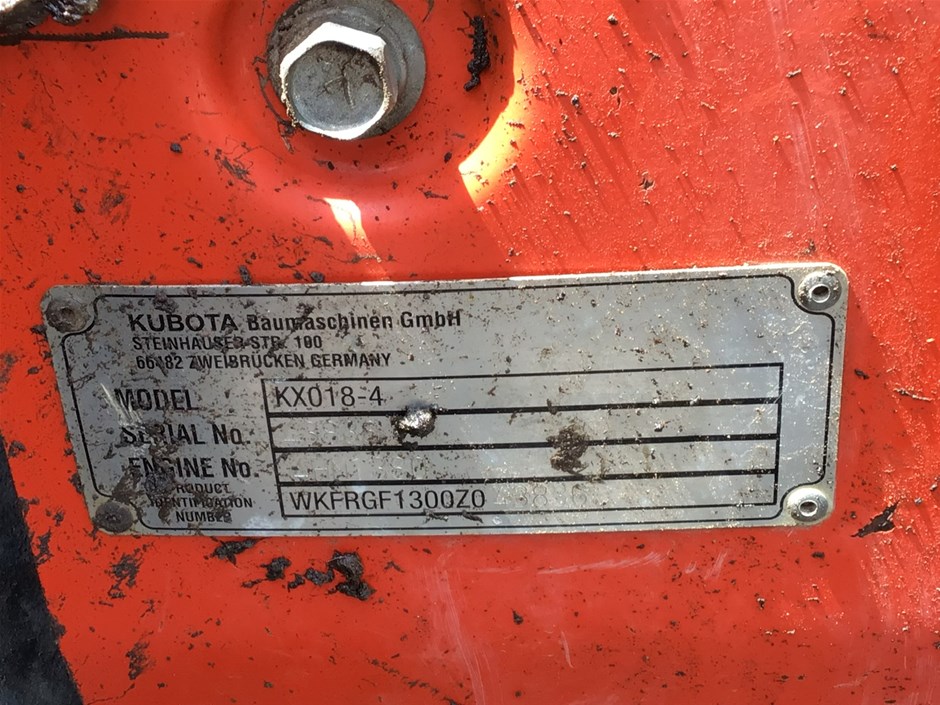 KUBOTA Baumaschinen GmbH
STEINHAUSER STR. 100
66482 ZWEIBRÜCKEN GERMANY
MODEL KX018-4
SERIAL No.
ENGINE No.
PRODUCT
IDENTIFICATION
NUMBER
WKFRGF1300Z0